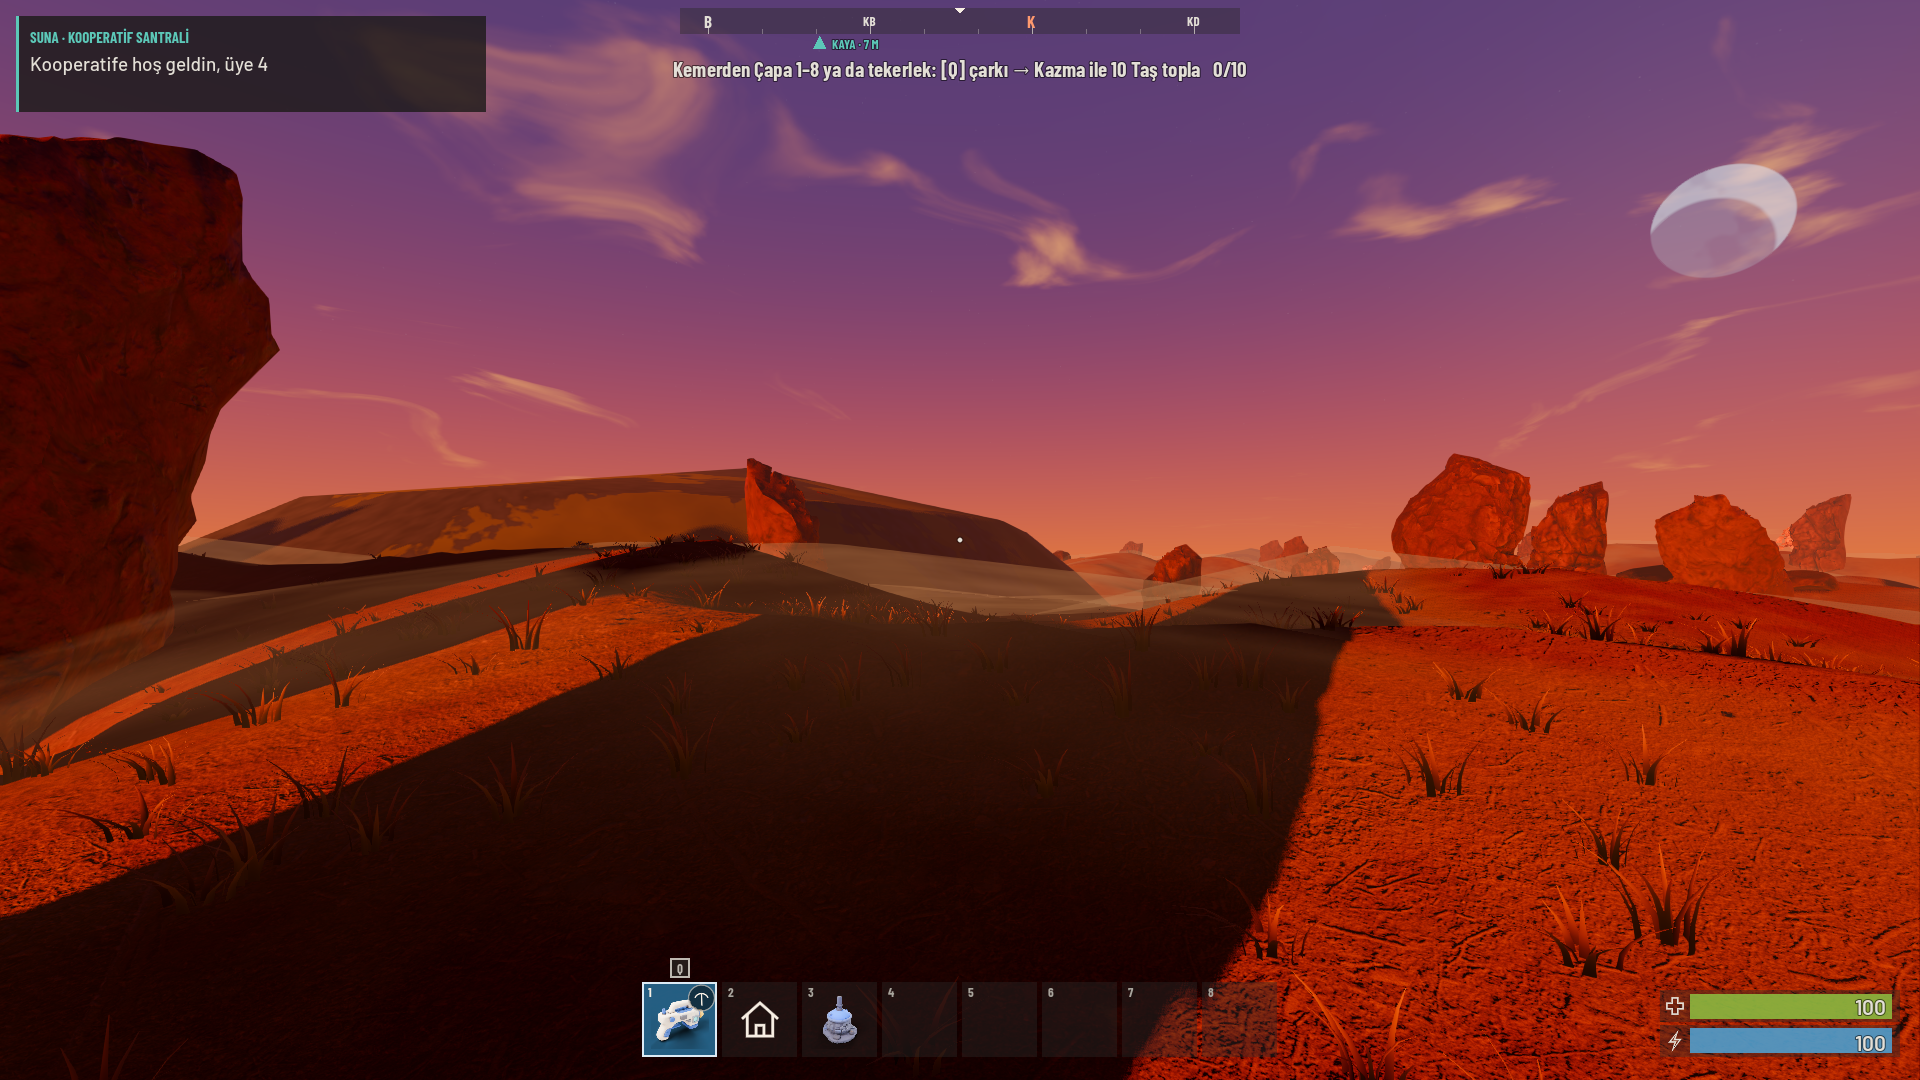 SUNA · KOOPERATİF SANTRALİ
Kooperatife hoş geldin, üye 4
B KB K KD
KAYA · 7 M
Kemerden Çapa 1-8 ya da tekerlek: [Q] çarkı → Kazma ile 10 Taş topla 0/10
Q
1 2 3 4 5 6 7 8
100
100